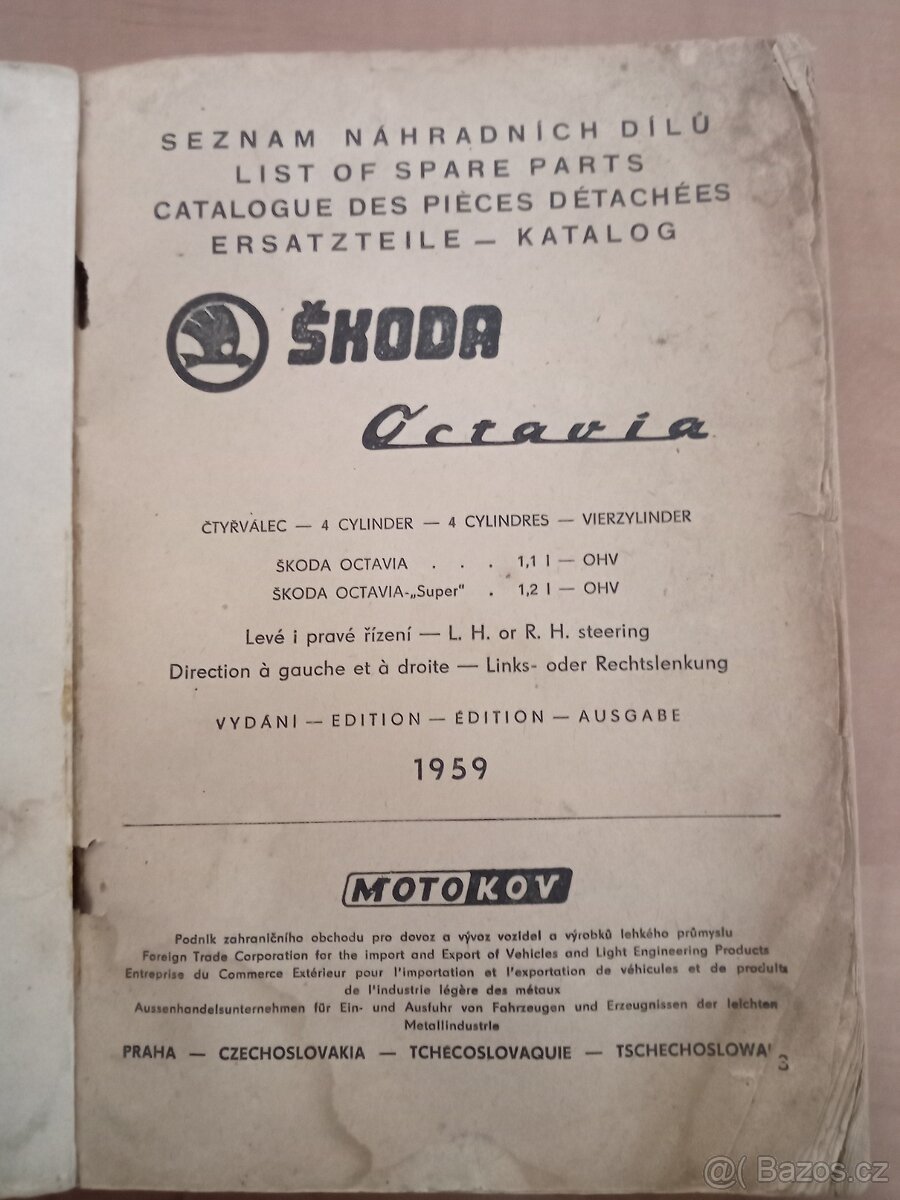 SEZNAM NÁHRADNÍCH DÍLŮ
LIST OF SPARE PARTS
CATALOGUE DES PIÈCES DÉTACHÉES
ERSATZTEILE — KATALOG
ŠKODA
Octavia
ČTYŘVÁLEC — 4 CYLINDER — 4 CYLINDRES — VIERZYLINDER
ŠKODA OCTAVIA . . . 1,1 l — OHV
ŠKODA OCTAVIA-„Super" . 1,2 l — OHV
Levé i pravé řízení — L. H. or R. H. steering
Direction à gauche et à droite — Links- oder Rechtslenkung
VYDÁNÍ — EDITION — ÉDITION — AUSGABE
1959
MOTOKOV
Podnik zahraničního obchodu pro dovoz a vývoz vozidel a výrobků lehkého průmyslu
Foreign Trade Corporation for the import and Export of Vehicles and Light Engineering Products
Entreprise du Commerce Extérieur pour l'importation et l'exportation de véhicules et de produits
de l'industrie légère des métaux
Aussenhandelsunternehmen für Ein- und Ausfuhr von Fahrzeugen und Erzeugnissen der leichten
Metallindustrie
PRAHA — CZECHOSLOVAKIA — TCHÉCOSLOVAQUIE — TSCHECHOSLOWA
3
@( Bazos.cz